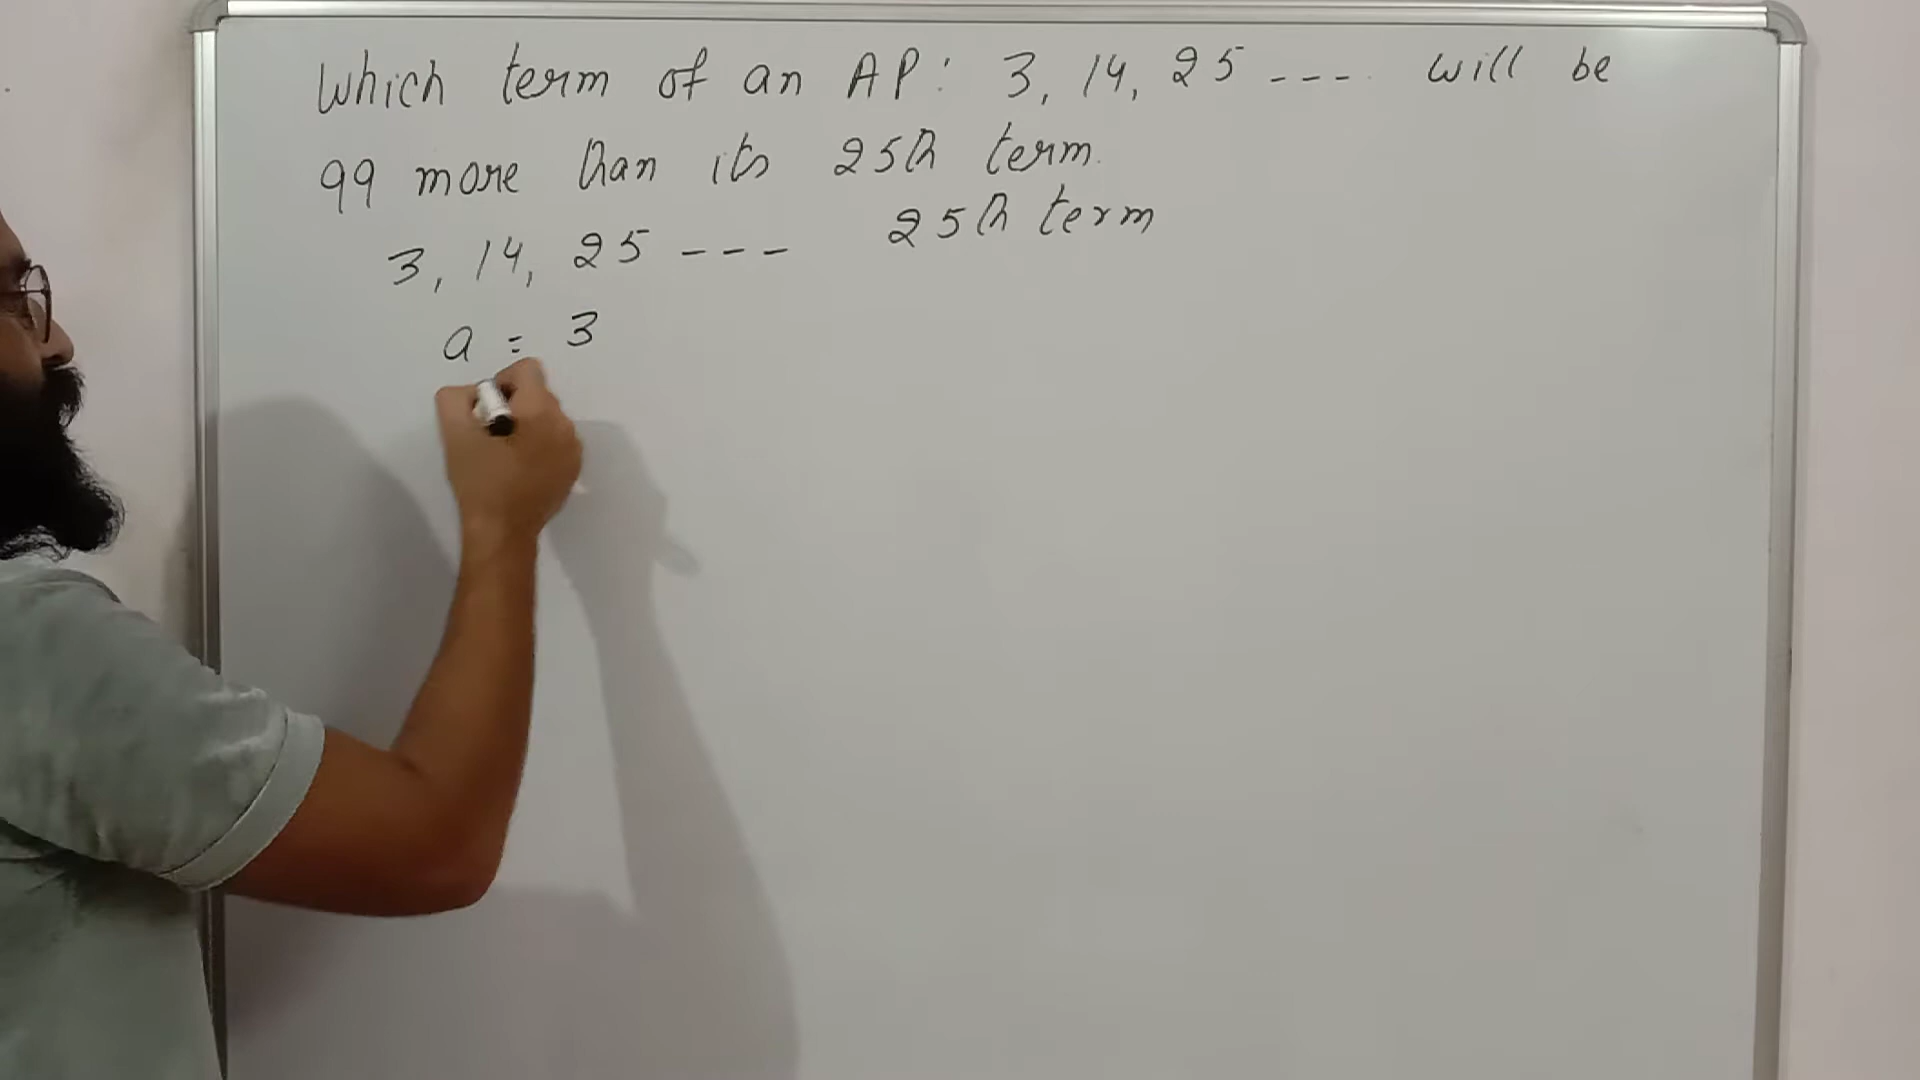 Which term of an AP: 3, 14, 25 --- will be
99 more than its 25th term.
3, 14, 25 --- 25th term
a = 3